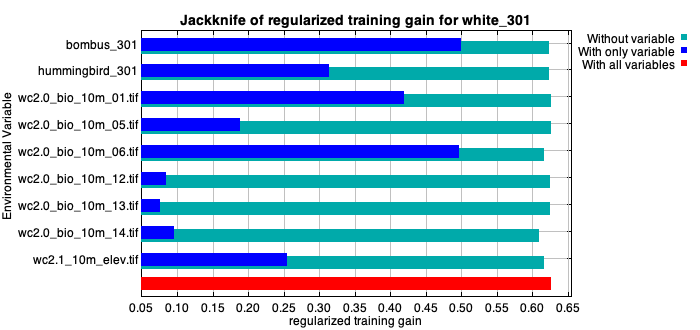 Jackknife of regularized training gain for white_301
Without variable
With only variable
With all variables
Environmental Variable
bombus_301
hummingbird_301
wc2.0_bio_10m_01.tif
wc2.0_bio_10m_05.tif
wc2.0_bio_10m_06.tif
wc2.0_bio_10m_12.tif
wc2.0_bio_10m_13.tif
wc2.0_bio_10m_14.tif
wc2.1_10m_elev.tif
0.05 0.10 0.15 0.20 0.25 0.30 0.35 0.40 0.45 0.50 0.55 0.60 0.65
regularized training gain